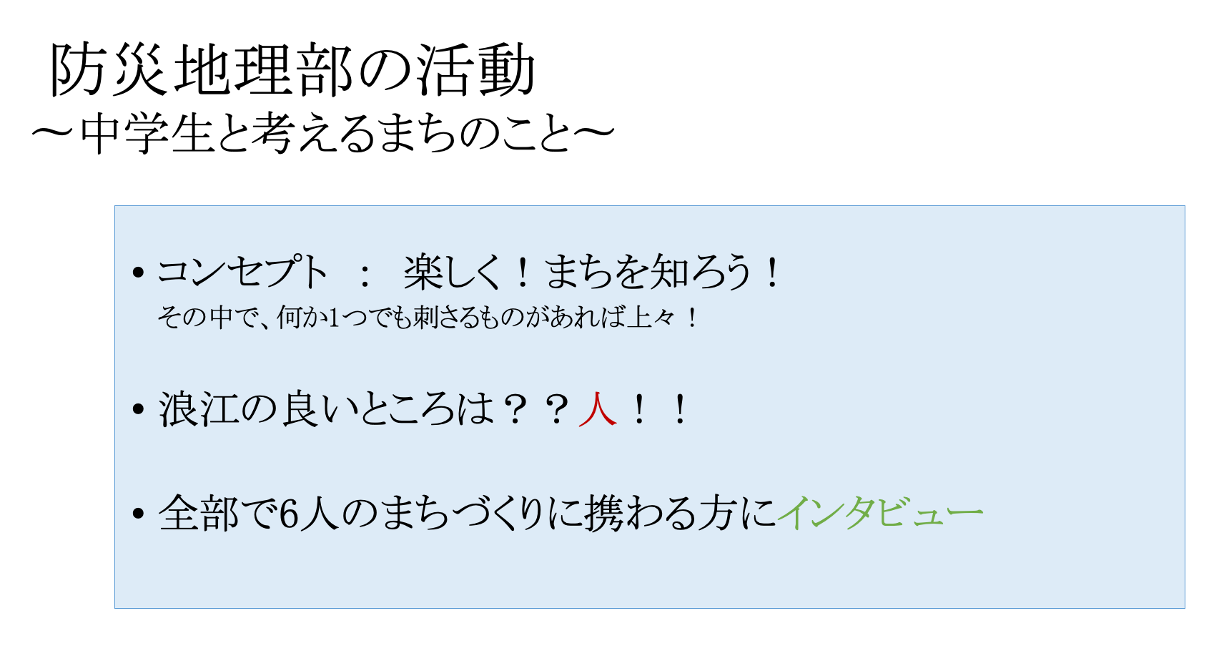 防災地理部の活動
～中学生と考えるまちのこと～
• コンセプト　：　楽しく！まちを知ろう！
その中で、何か1つでも刺さるものがあれば上々！
• 浪江の良いところは？？人！！
• 全部で6人のまちづくりに携わる方にインタビュー